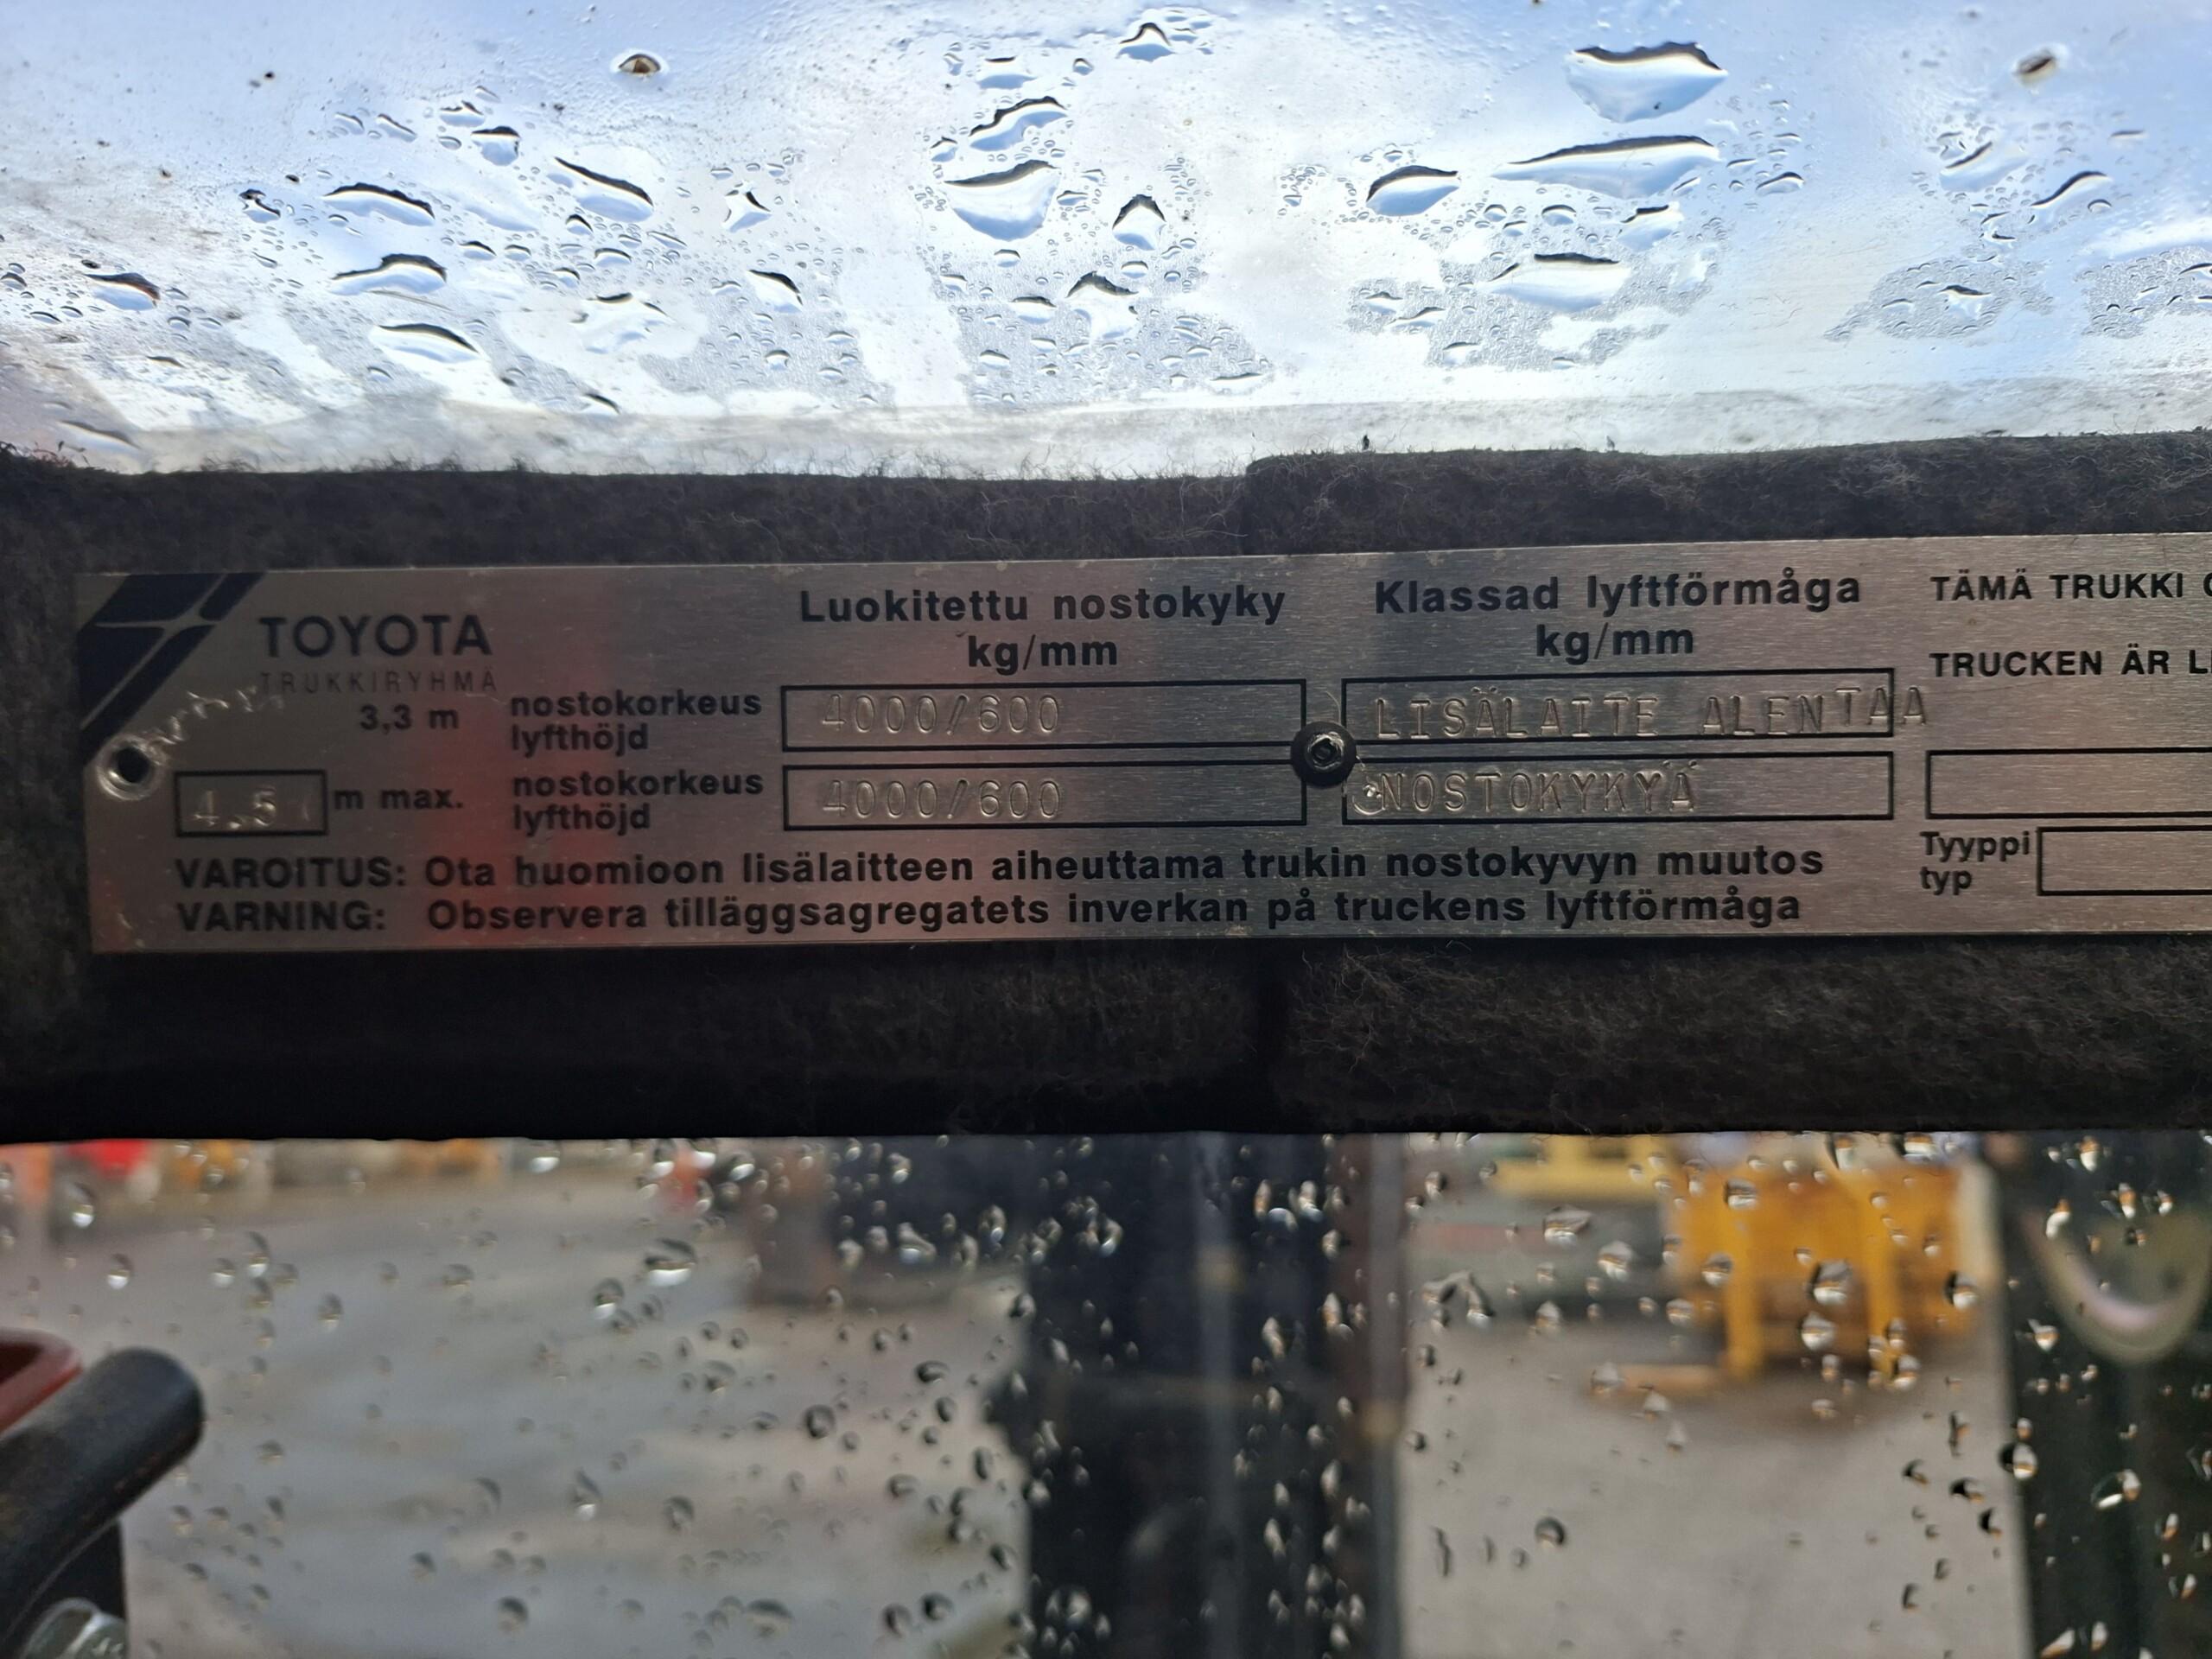 TOYOTA
TRUKKIRYHMÄ
Luokitettu nostokyky
kg/mm
Klassad lyftförmåga
kg/mm
TÄMÄ TRUKKI
TRUCKEN ÄR
3,3 m nostokorkeus
lyfthöjd
4000/600
LISÄLAITE ALENTAA
4,5 m max. nostokorkeus
lyfthöjd
4000/600
NOSTOKYKYÄ
Tyyppi
typ
VAROITUS: Ota huomioon lisälaitteen aiheuttama trukin nostokyvyn muutos
VARNING: Observera tilläggsagregatets inverkan på truckens lyftförmåga